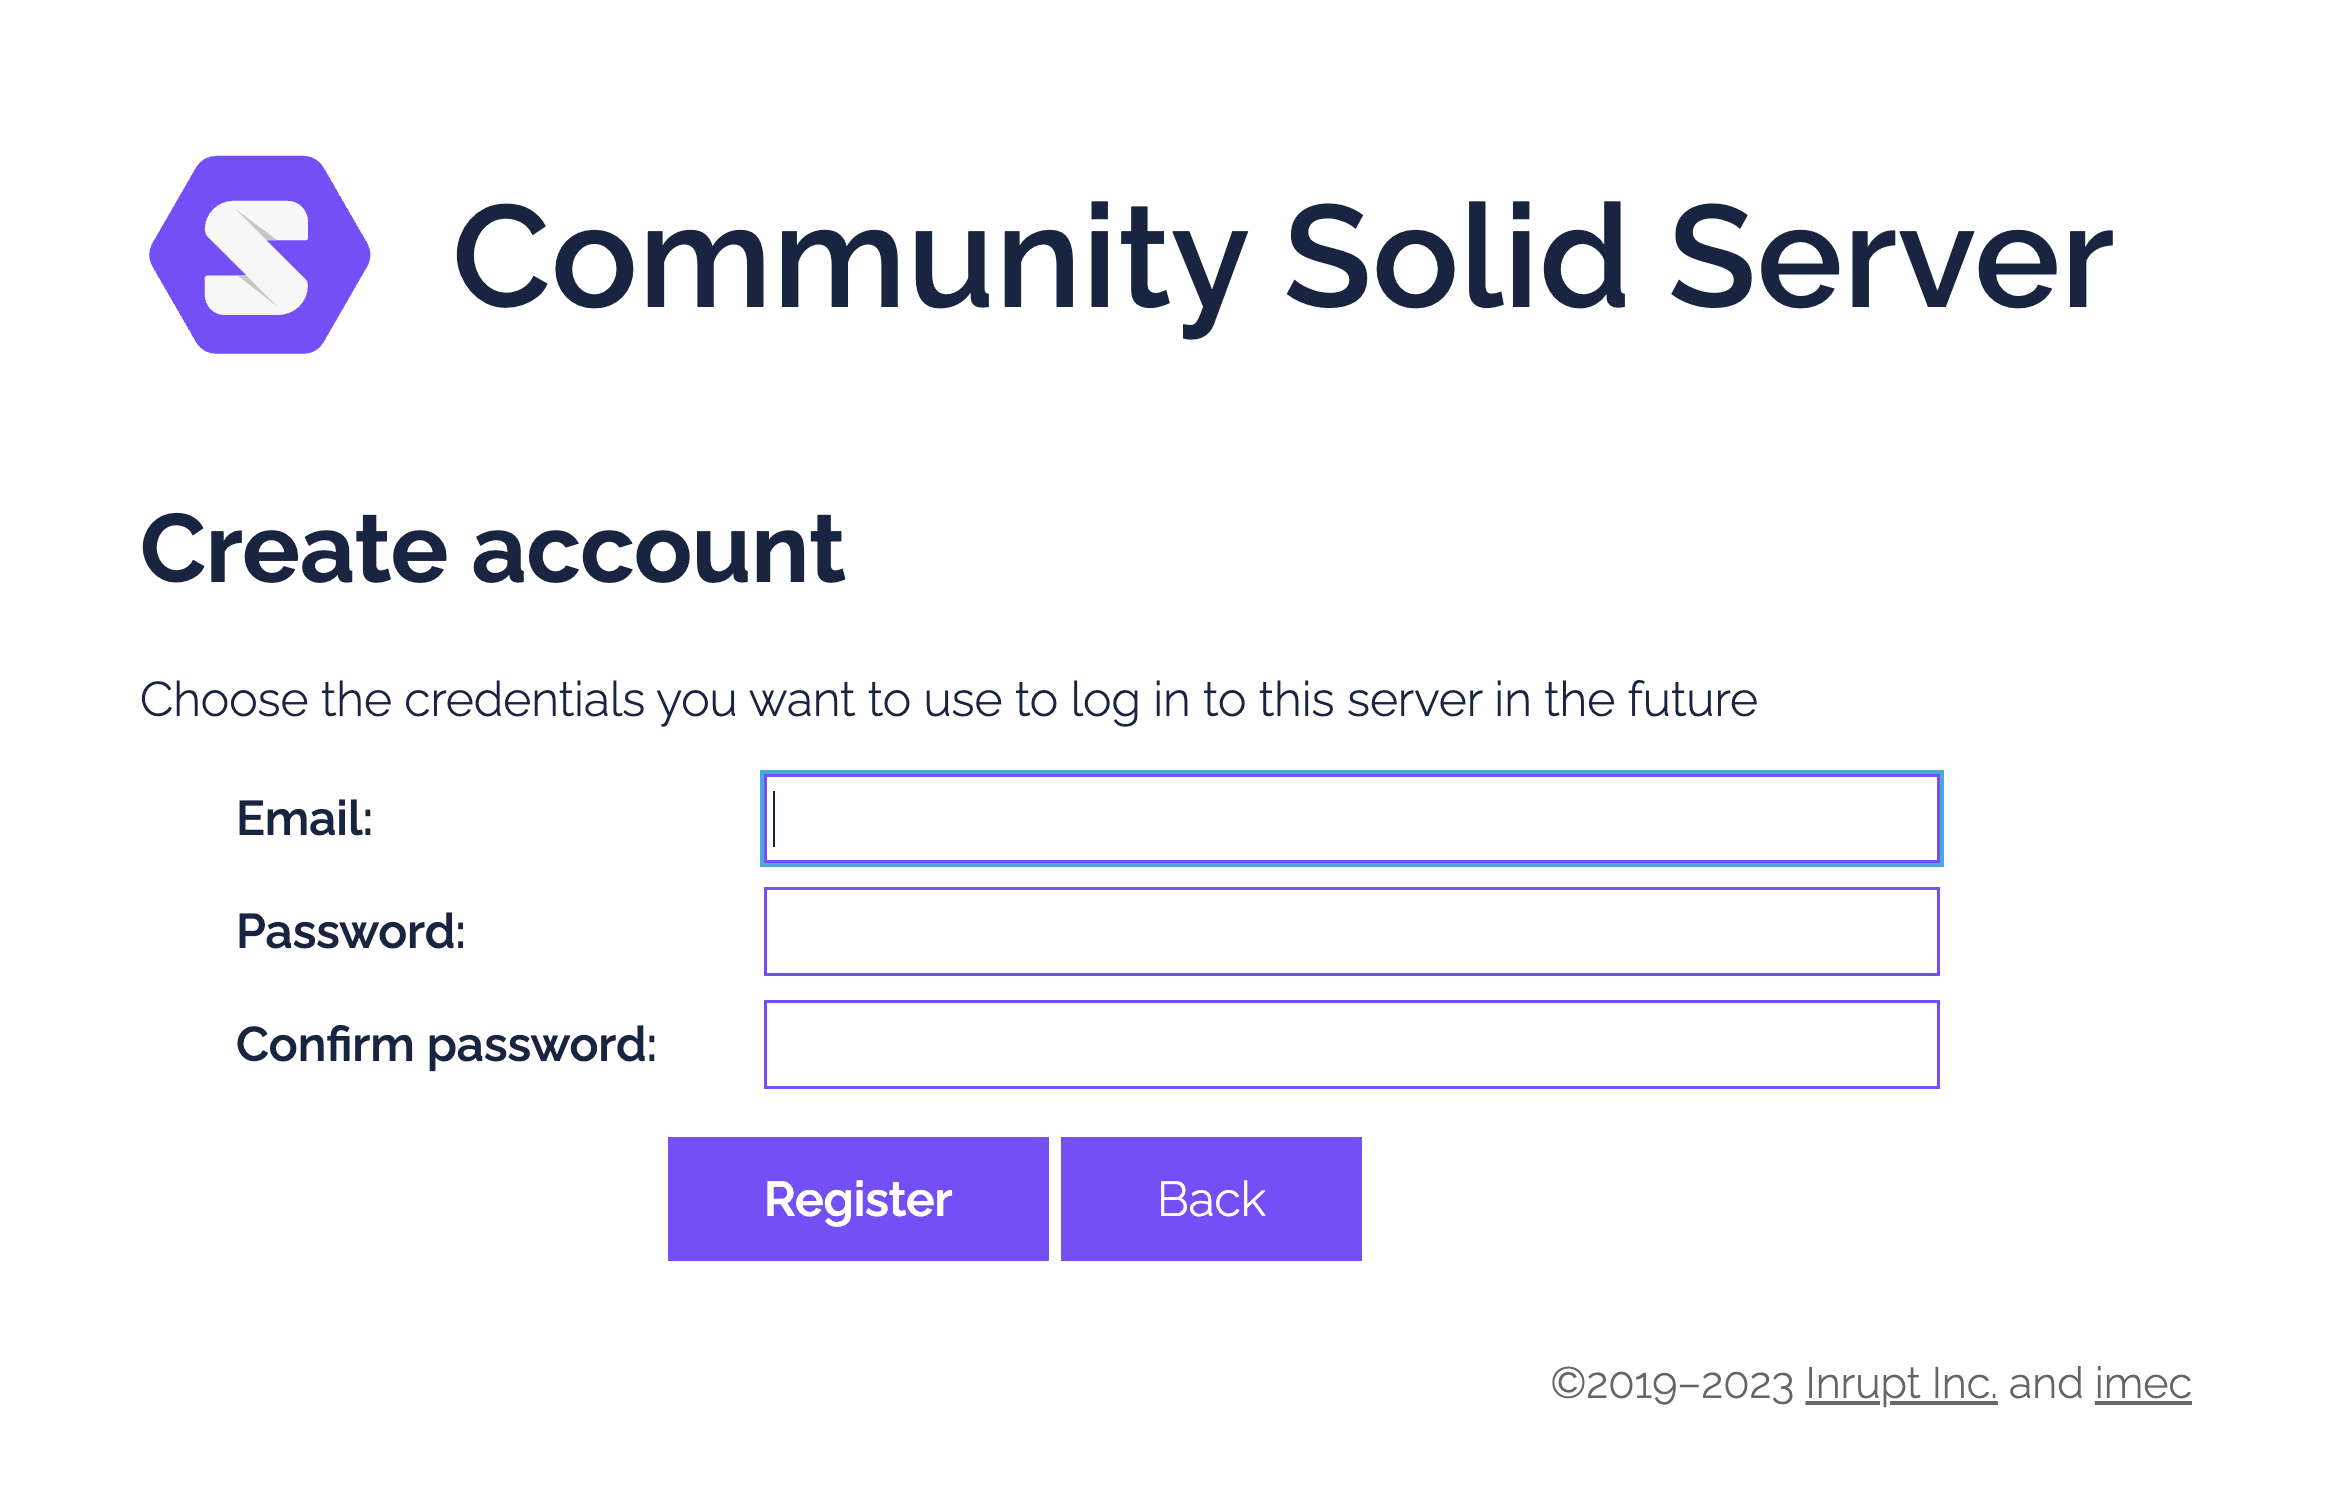 Community Solid Server
Create account
Choose the credentials you want to use to log in to this server in the future
Email:
Password:
Confirm password:
Register Back
©2019–2023 Inrupt Inc. and imec